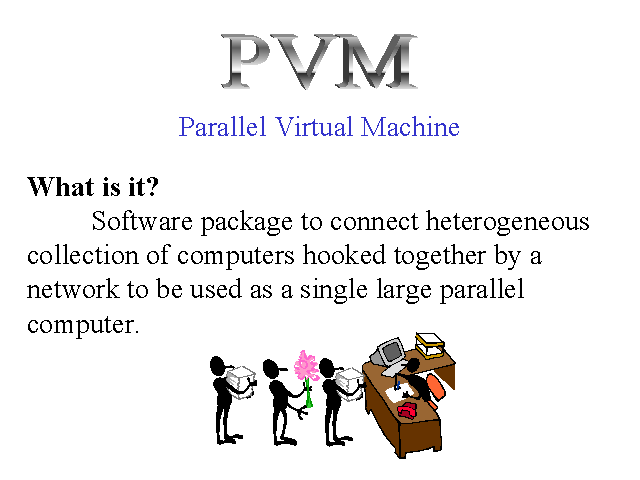 PVM
Parallel Virtual Machine
What is it?
Software package to connect heterogeneous
collection of computers hooked together by a
network to be used as a single large parallel
computer.